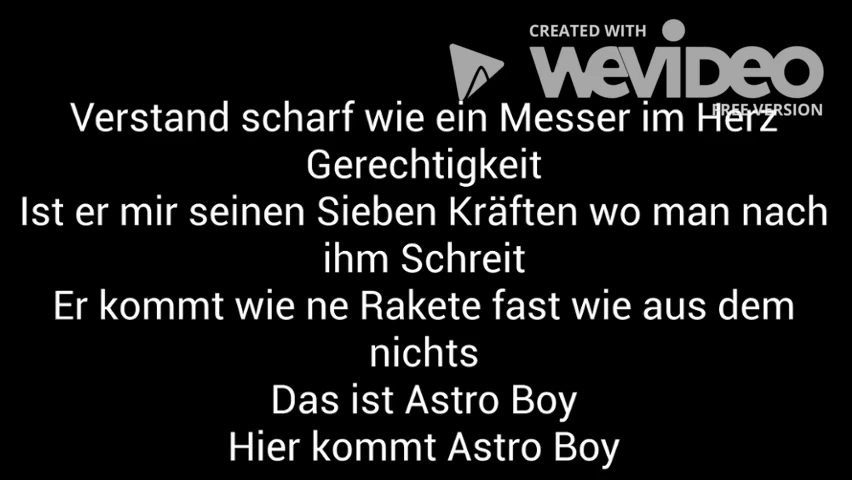 CREATED WITH
WEVIDEO
FREE VERSION
Verstand scharf wie ein Messer im Herz
Gerechtigkeit
Ist er mir seinen Sieben Kräften wo man nach
ihm Schreit
Er kommt wie ne Rakete fast wie aus dem
nichts
Das ist Astro Boy
Hier kommt Astro Boy